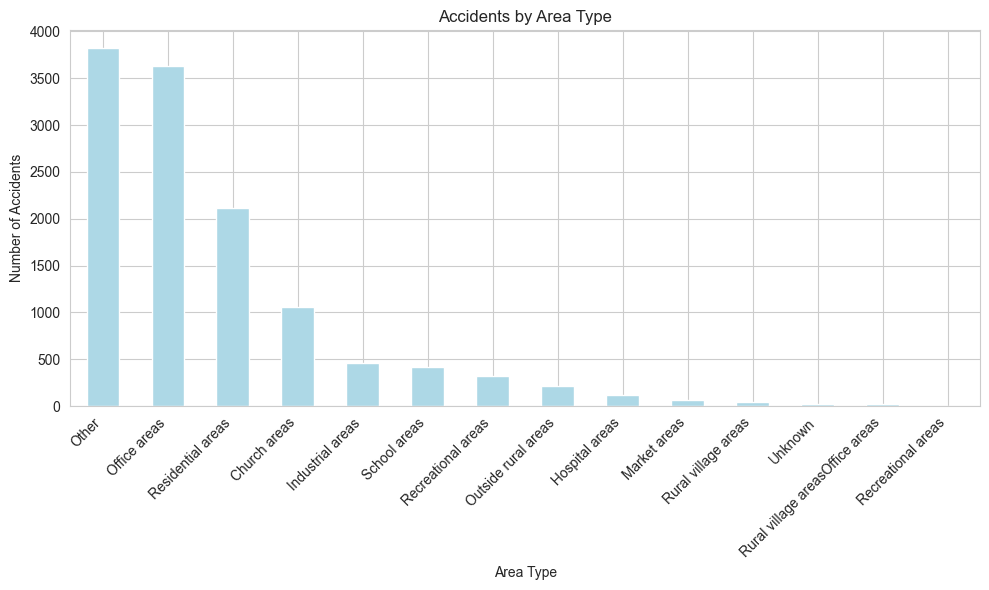 Accidents by Area Type
Number of Accidents
4000
3500
3000
2500
2000
1500
1000
500
0
Other
Office areas
Residential areas
Church areas
Industrial areas
School areas
Recreational areas
Outside rural areas
Hospital areas
Market areas
Rural village areas
Unknown
Rural village areasOffice areas
Recreational areas
Area Type